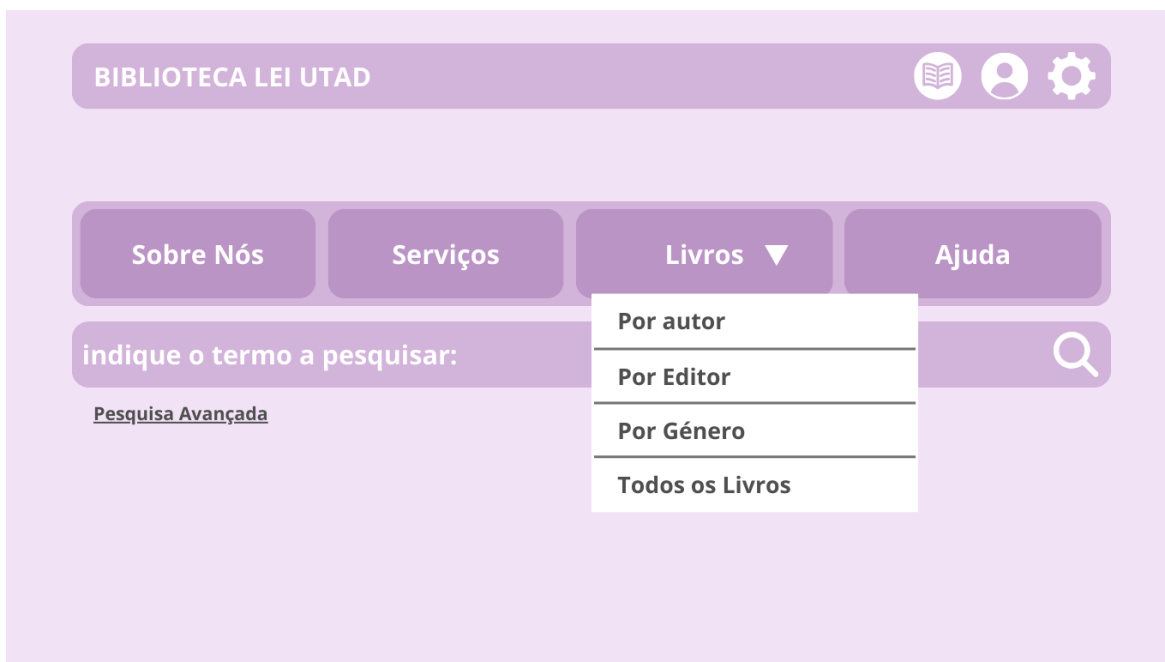 BIBLIOTECA LEI UTAD
Sobre Nós
Serviços
Livros
Ajuda
Por autor
Por Editor
Por Género
Todos os Livros
indique o termo a pesquisar:
Pesquisa Avançada